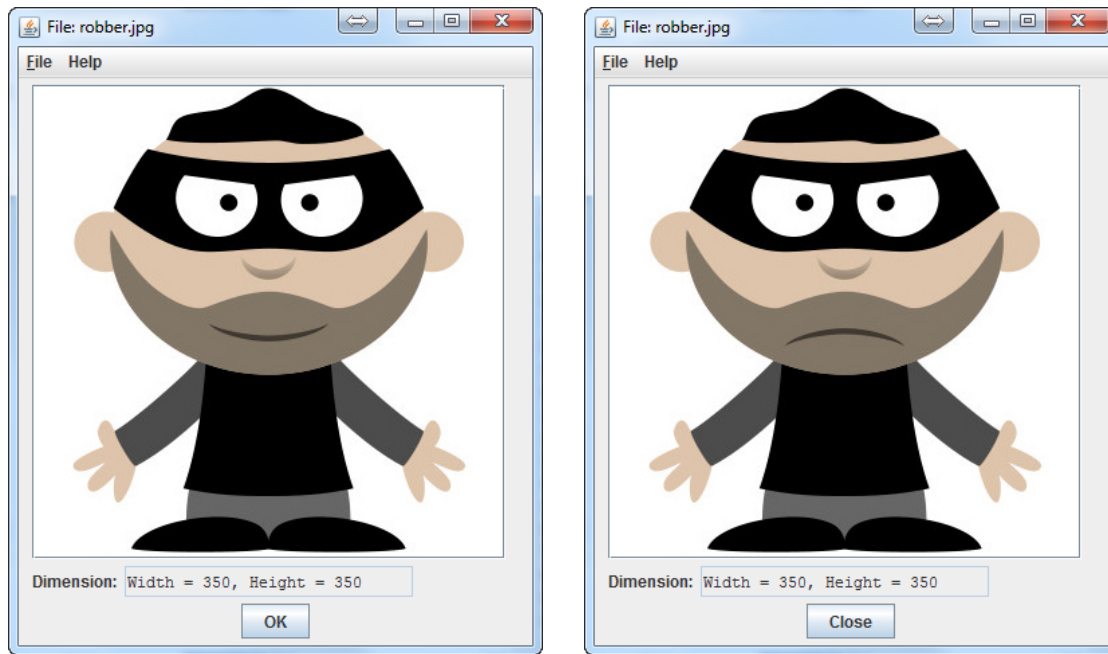 File: robber.jpg
File Help
Dimension: Width = 350, Height = 350
OK
File: robber.jpg
File Help
Dimension: Width = 350, Height = 350
Close